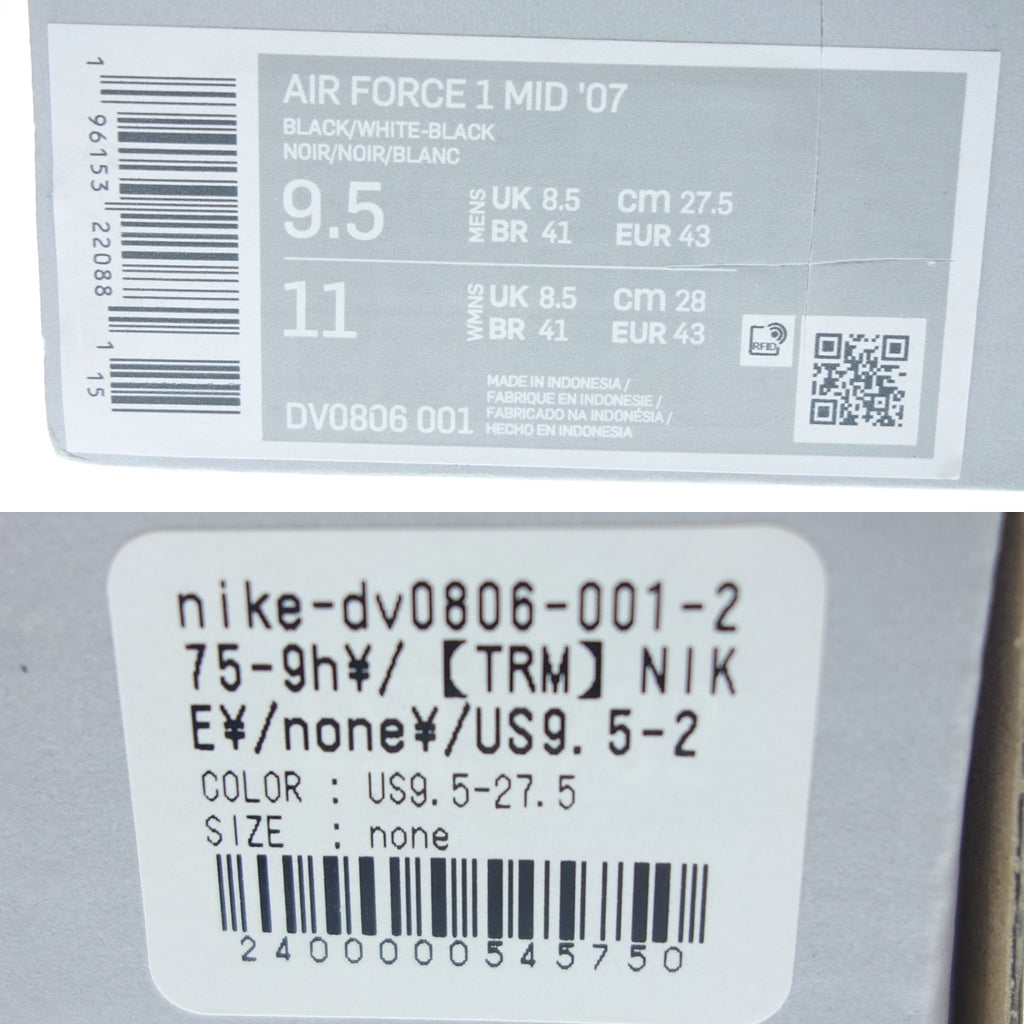 1 96153 22088 1 15
AIR FORCE 1 MID '07
BLACK/WHITE-BLACK
NOIR/NOIR/BLANC
9.5 MENS UK 8.5 cm 27.5
BR 41 EUR 43
11 WMNS UK 8.5 cm 28
BR 41 EUR 43
RFID
MADE IN INDONESIA /
FABRIQUE EN INDONESIE /
FABRICADO NA INDONÉSIA /
HECHO EN INDONESIA
DV0806 001
nike-dv0806-001-2
75-9h¥/【TRM】NIK
E¥/none¥/US9.5-2
COLOR : US9.5-27.5
SIZE : none
2400000545750